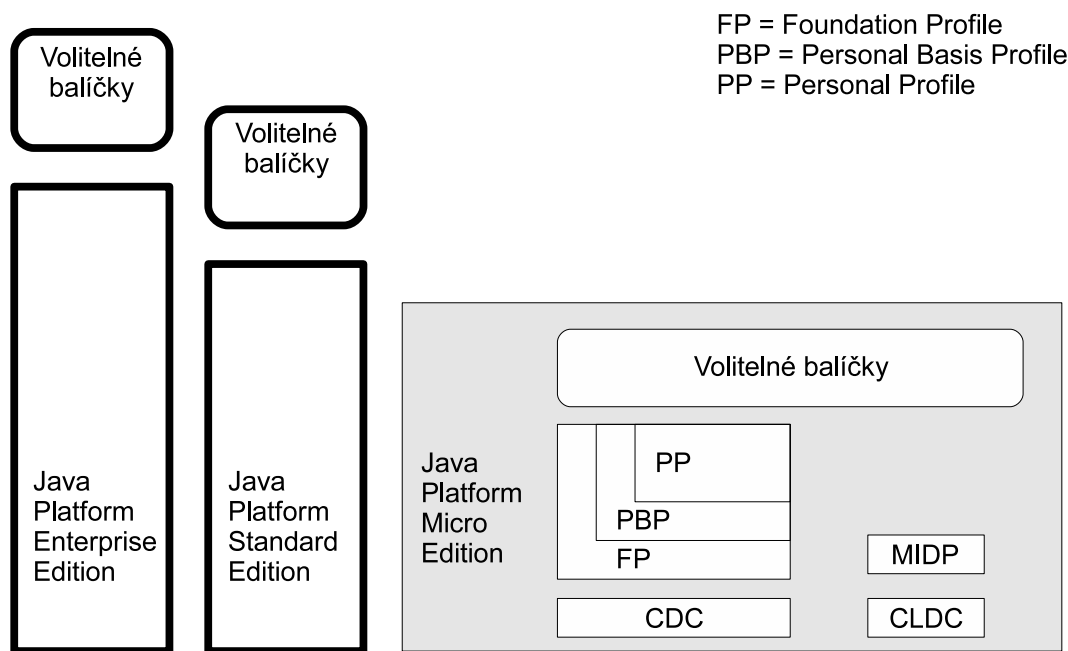 FP = Foundation Profile
PBP = Personal Basis Profile
PP = Personal Profile
Volitelné
balíčky
Volitelné
balíčky
Volitelné balíčky
Java
Platform
Enterprise
Edition
Java
Platform
Standard
Edition
Java
Platform
Micro
Edition
PP
PBP
FP
MIDP
CDC
CLDC